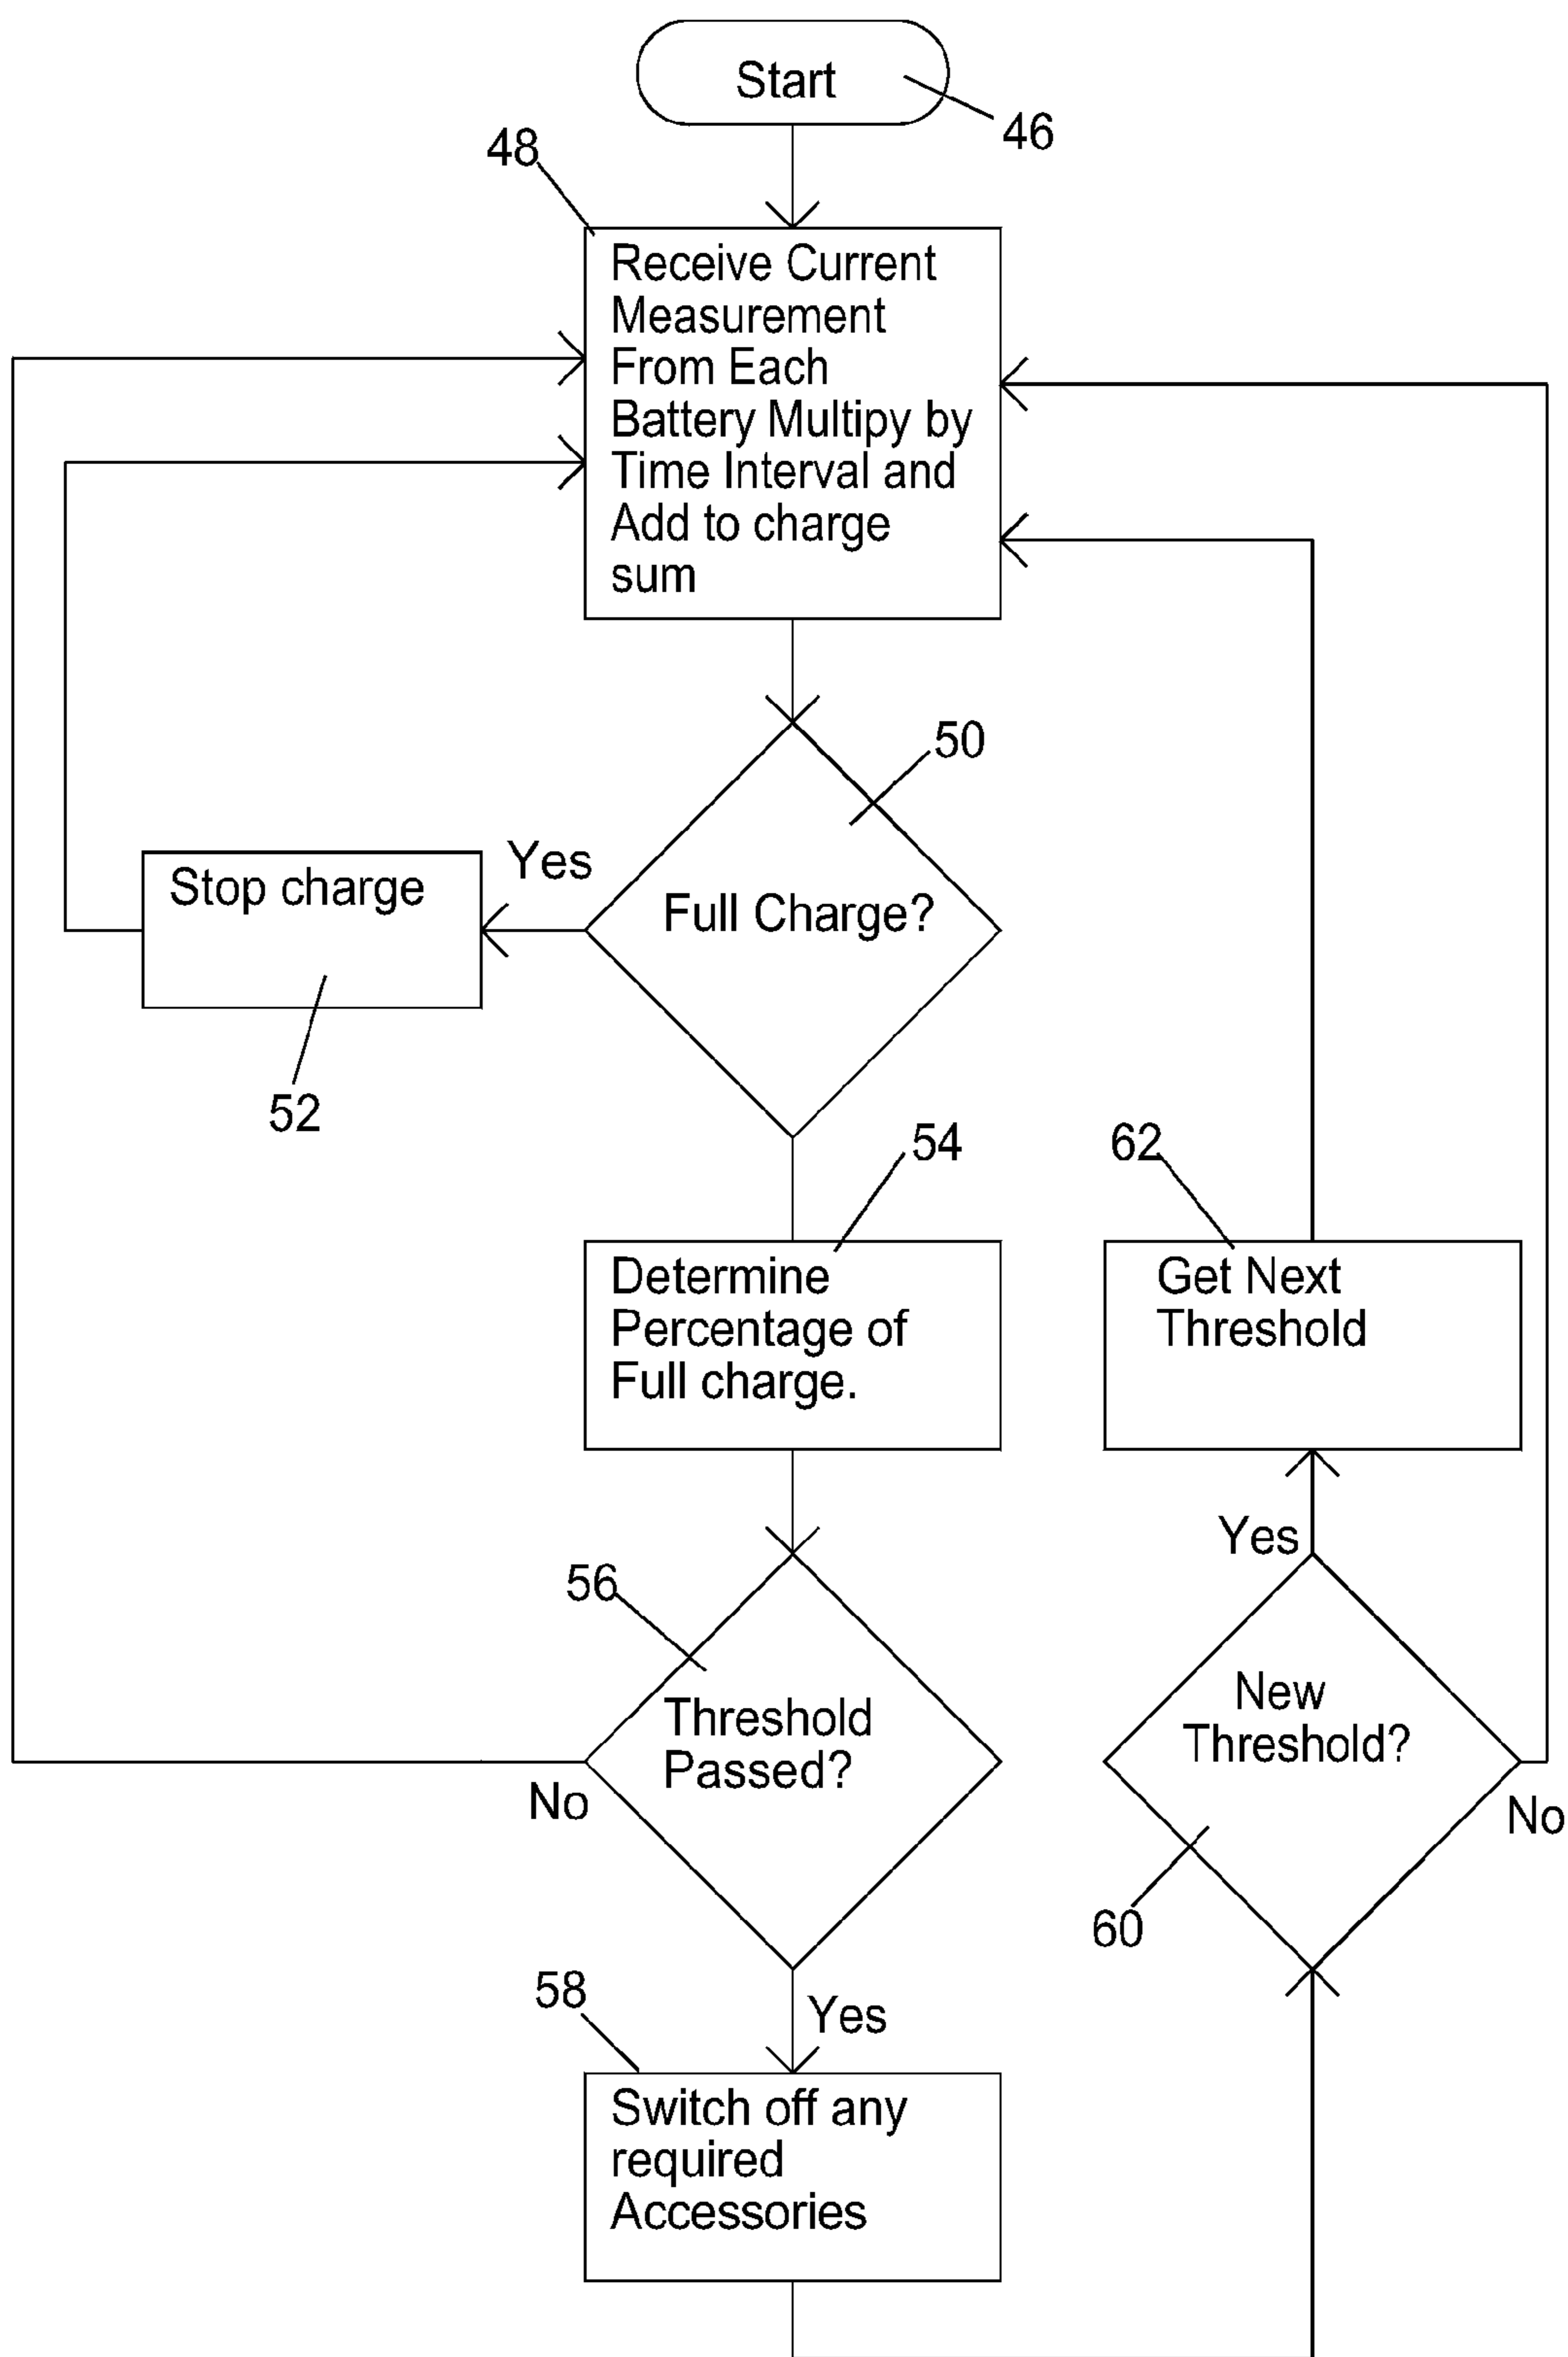 Start
46
48
Receive Current
Measurement
From Each
Battery Multipy by
Time Interval and
Add to charge
sum
50
Yes
Full Charge?
Stop charge
52
54
62
Determine
Percentage of
Full charge.
Get Next
Threshold
Yes
56
New
Threshold?
Threshold
Passed?
No
No
60
58
Yes
Switch off any
required
Accessories